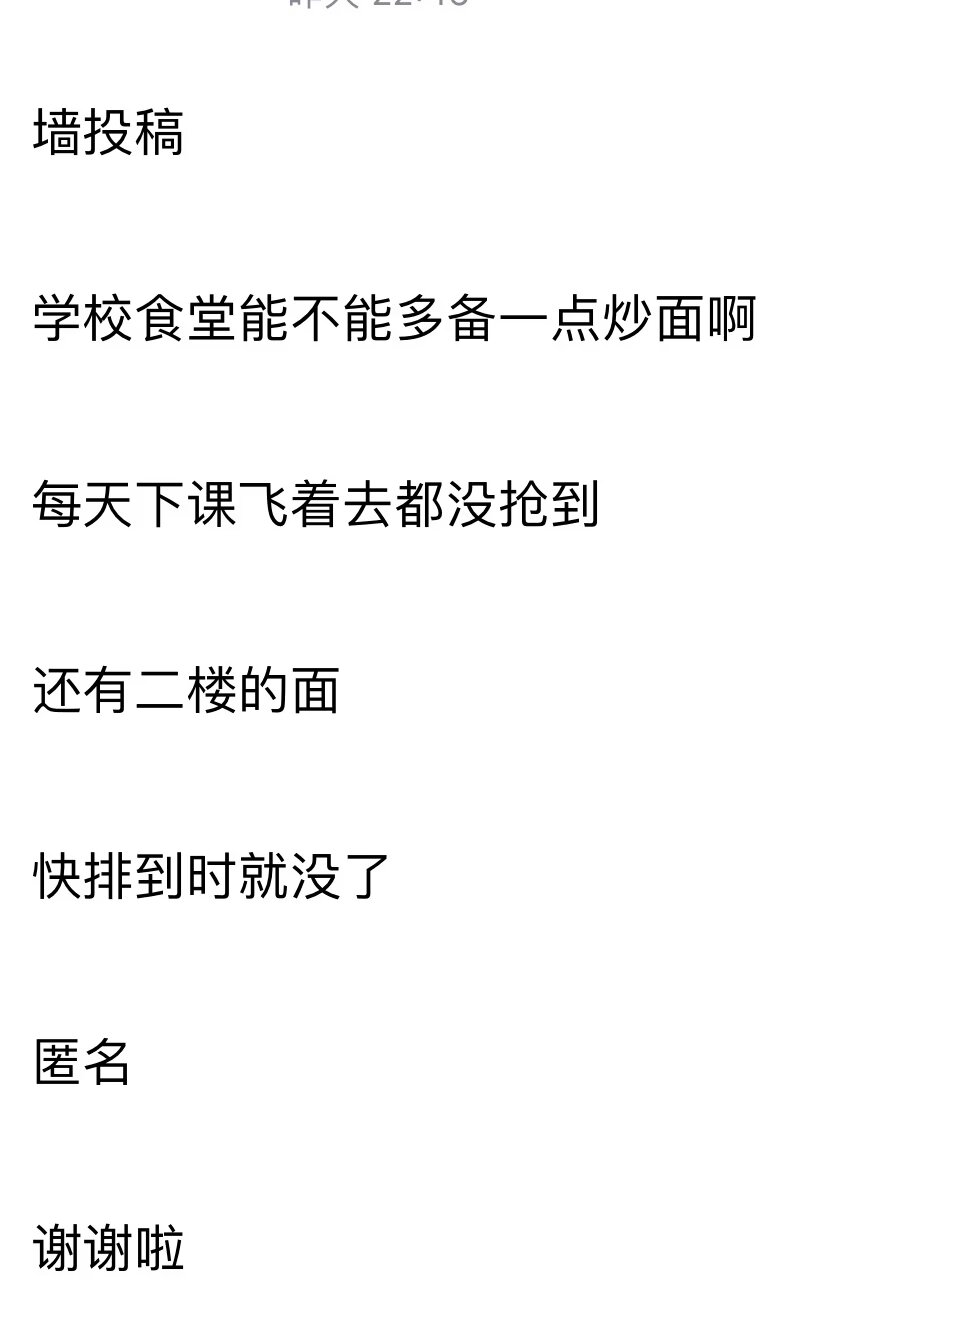 墙投稿
学校食堂能不能多备一点炒面啊
每天下课飞着去都没抢到
还有二楼的面
快排到时就没了
匿名
谢谢啦